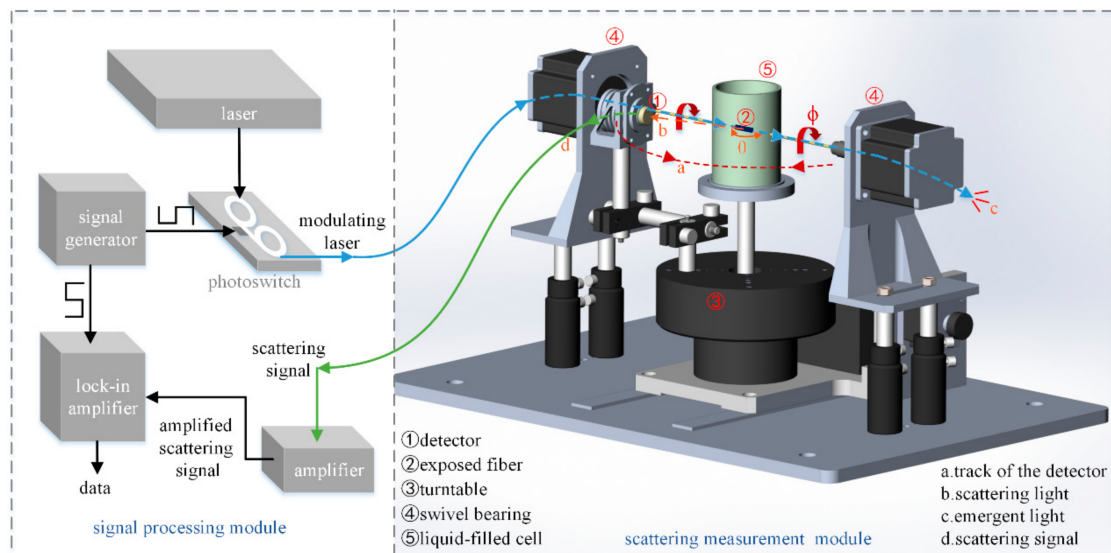 laser
signal
generator
photoswitch
modulating
laser
scattering
signal
lock-in
amplifier
amplified
scattering
signal
amplifier
data
signal processing module
④
①
②
⑤
④
ϕ
θ
b
d
a
c
③
①detector
②exposed fiber
③turntable
④swivel bearing
⑤liquid-filled cell
scattering measurement module
a.track of the detector
b.scattering light
c.emergent light
d.scattering signal